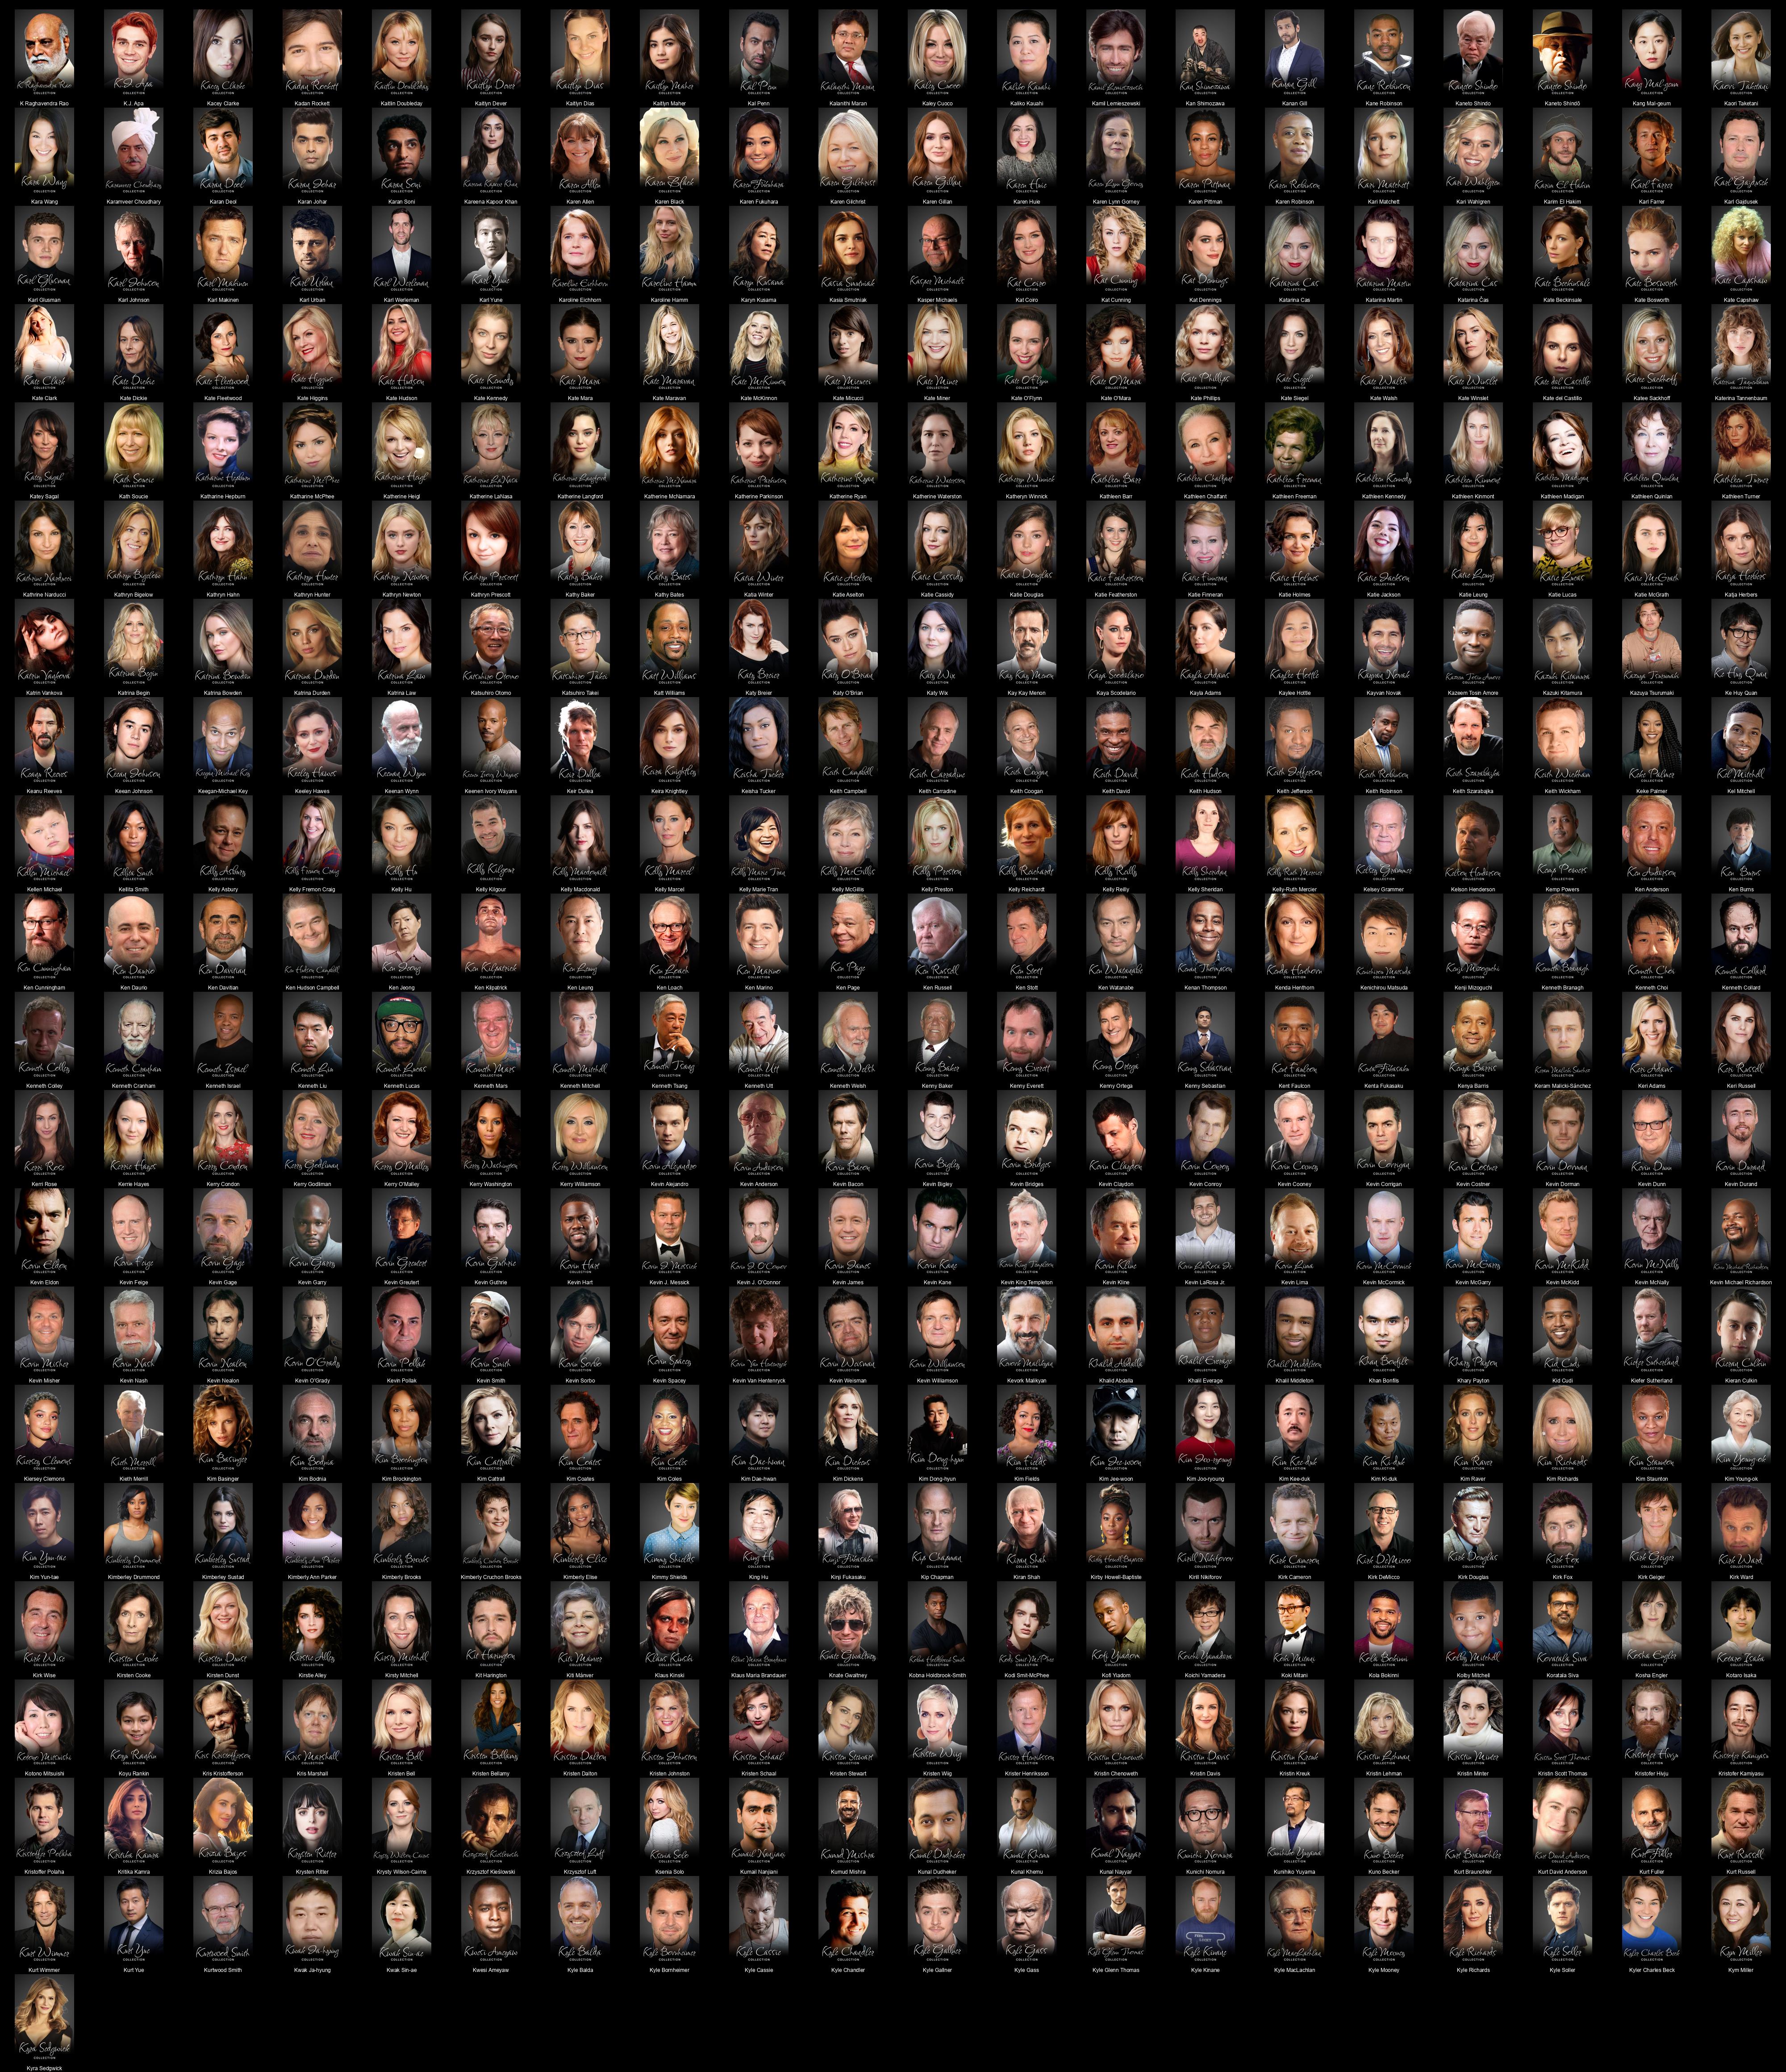 K Raghavendra Rao K.J. Apa Kacey Clarke Kadan Rockett Kaitlin Doubleday Kaitlyn Dever Kaitlyn Dias Kaitlyn Maher Kal Penn Kalanithi Maran Kaley Cuoco Kaliko Kauahi Kamil Lemieszewski Kan Shimozawa Kanan Gill Kane Robinson Kaneto Shindo Kaneto Shindō Kang Mal-geum Kaori Taketani
Kara Wang Karamveer Choudhary Karan Deol Karan Johar Karan Soni Kareena Kapoor Khan Karen Allen Karen Black Karen Fukuhara Karen Gilchrist Karen Gillan Karen Huie Karen Lynn Gorney Karen Pittman Karen Robinson Kari Matchett Kari Wahlgren Karim El Hakim Karl Farrer Karl Gajdusek
Karl Glusman Karl Johnson Karl Makinen Karl Urban Karl Werleman Karl Yune Karoline Eichhorn Karoline Hamm Karyn Kusama Kasia Smutniak Kasper Michaels Kat Coiro Kat Cunning Kat Dennings Katarina Cas Katarina Martin Katarina Čas Kate Beckinsale Kate Bosworth Kate Capshaw
Kate Clark Kate Dickie Kate Fleetwood Kate Higgins Kate Hudson Kate Kennedy Kate Mara Kate Maravan Kate McKinnon Kate Micucci Kate Miner Kate O'Flynn Kate O'Mara Kate Phillips Kate Siegel Kate Walsh Kate Winslet Kate del Castillo Katee Sackhoff Katerina Tannenbaum
Katey Sagal Kath Soucie Katharine Hepburn Katharine McPhee Katherine Heigl Katherine LaNasa Katherine Langford Katherine McNamara Katherine Parkinson Katherine Ryan Katherine Waterston Katheryn Winnick Kathleen Barr Kathleen Chalfant Kathleen Freeman Kathleen Kennedy Kathleen Kinmont Kathleen Madigan Kathleen Quinlan Kathleen Turner
Kathrine Narducci Kathryn Bigelow Kathryn Hahn Kathryn Hunter Kathryn Newton Kathryn Prescott Kathy Baker Kathy Bates Katia Winter Katie Aselton Katie Cassidy Katie Douglas Katie Featherston Katie Finneran Katie Holmes Katie Jackson Katie Leung Katie Lucas Katie McGrath Katja Herbers
Katrin Vankova Katrina Begin Katrina Bowden Katrina Durden Katrina Law Katsuhiro Otomo Katsuhiro Takei Katt Williams Katy Breier Katy O'Brian Katy Wix Kay Kay Menon Kaya Scodelario Kayla Adams Kaylee Hottle Kayvan Novak Kazeem Tosin Amore Kazuki Kitamura Kazuya Tsurumaki Ke Huy Quan
Keanu Reeves Keean Johnson Keegan-Michael Key Keeley Hawes Keenan Wynn Keenen Ivory Wayans Keir Dullea Keira Knightley Keisha Tucker Keith Campbell Keith Carradine Keith Coogan Keith David Keith Hudson Keith Jefferson Keith Robinson Keith Szarabajka Keith Wickham Keke Palmer Kel Mitchell
Kellen Michael Kellita Smith Kelly Asbury Kelly Fremon Craig Kelly Hu Kelly Kilgour Kelly Macdonald Kelly Marcel Kelly Marie Tran Kelly McGillis Kelly Preston Kelly Reichardt Kelly Reilly Kelly Sheridan Kelly-Ruth Mercier Kelsey Grammer Kelson Henderson Kemp Powers Ken Anderson Ken Burns
Ken Cunningham Ken Daurio Ken Davitian Ken Hudson Campbell Ken Jeong Ken Kilpatrick Ken Leung Ken Loach Ken Marino Ken Page Ken Russell Ken Stott Ken Watanabe Kenan Thompson Kenda Henthorn Kenichirou Matsuda Kenji Mizoguchi Kenneth Branagh Kenneth Choi Kenneth Collard
Kenneth Colley Kenneth Cranham Kenneth Israel Kenneth Liu Kenneth Lucas Kenneth Mars Kenneth Mitchell Kenneth Tsang Kenneth Utt Kenneth Welsh Kenny Baker Kenny Everett Kenny Ortega Kenny Sebastian Kent Faulcon Kenta Fukasaku Kenya Barris Keram Malicki-Sánchez Keri Adams Keri Russell
Kerri Rose Kerrie Hayes Kerry Condon Kerry Godliman Kerry O'Malley Kerry Washington Kerry Williamson Kevin Alejandro Kevin Anderson Kevin Bacon Kevin Bigley Kevin Bridges Kevin Claydon Kevin Conroy Kevin Cooney Kevin Corrigan Kevin Costner Kevin Dorman Kevin Dunn Kevin Durand
Kevin Eldon Kevin Feige Kevin Gage Kevin Garry Kevin Greutert Kevin Guthrie Kevin Hart Kevin J. Messick Kevin J. O'Connor Kevin James Kevin Kane Kevin King Templeton Kevin Kline Kevin LaRosa Jr. Kevin Lima Kevin McCormick Kevin McGarry Kevin McKidd Kevin McNally Kevin Michael Richardson
Kevin Misher Kevin Nash Kevin Nealon Kevin O'Grady Kevin Pollak Kevin Smith Kevin Sorbo Kevin Spacey Kevin Van Hentenryck Kevin Weisman Kevin Williamson Kevork Malikyan Khalid Abdalla Khalil Everage Khalil Middleton Khan Bonfils Khary Payton Kid Cudi Kiefer Sutherland Kieran Culkin
Kiersey Clemons Kieth Merrill Kim Basinger Kim Bodnia Kim Brockington Kim Cattrall Kim Coates Kim Coles Kim Dae-hwan Kim Dickens Kim Dong-hyun Kim Fields Kim Jee-woon Kim Joo-ryoung Kim Kee-duk Kim Ki-duk Kim Raver Kim Richards Kim Staunton Kim Young-ok
Kim Yun-tae Kimberley Drummond Kimberley Sustad Kimberly Ann Parker Kimberly Brooks Kimberly Cruchon Brooks Kimberly Elise Kimmy Shields King Hu Kinji Fukasaku Kip Chapman Kiran Shah Kirby Howell-Baptiste Kirill Nikiforov Kirk Cameron Kirk DeMicco Kirk Douglas Kirk Fox Kirk Geiger Kirk Ward
Kirk Wise Kirsten Cooke Kirsten Dunst Kirstie Alley Kirsty Mitchell Kit Harington Kiti Mánver Klaus Kinski Klaus Maria Brandauer Knate Gwaltney Kobna Holdbrook-Smith Kodi Smit-McPhee Kofi Yiadom Koichi Yamadera Koki Mitani Kola Bokinni Kolby Mitchell Koratala Siva Kosha Engler Kotaro Isaka
Kotono Mitsuishi Koyu Rankin Kris Kristofferson Kris Marshall Kristen Bell Kristen Bellamy Kristen Dalton Kristen Johnston Kristen Schaal Kristen Stewart Kristen Wiig Krister Henriksson Kristin Chenoweth Kristin Davis Kristin Kreuk Kristin Lehman Kristin Minter Kristin Scott Thomas Kristofer Hivju Kristofer Kamiyasu
Kristoffer Polaha Kritika Kamra Krizia Bajos Krysten Ritter Krysty Wilson-Cairns Krzysztof Kieślowski Krzysztof Luft Ksenia Solo Kumail Nanjiani Kumud Mishra Kunal Dudheker Kunal Khemu Kunal Nayyar Kunichi Nomura Kunihiko Yuyama Kuno Becker Kurt Braunohler Kurt David Anderson Kurt Fuller Kurt Russell
Kurt Wimmer Kurt Yue Kurtwood Smith Kwak Ja-hyung Kwak Sin-ae Kwesi Ameyaw Kyle Balda Kyle Bornheimer Kyle Cassie Kyle Chandler Kyle Gallner Kyle Gass Kyle Glenn Thomas Kyle Kinane Kyle MacLachlan Kyle Mooney Kyle Richards Kyle Soller Kyler Charles Beck Kym Miller
Kyra Sedgwick